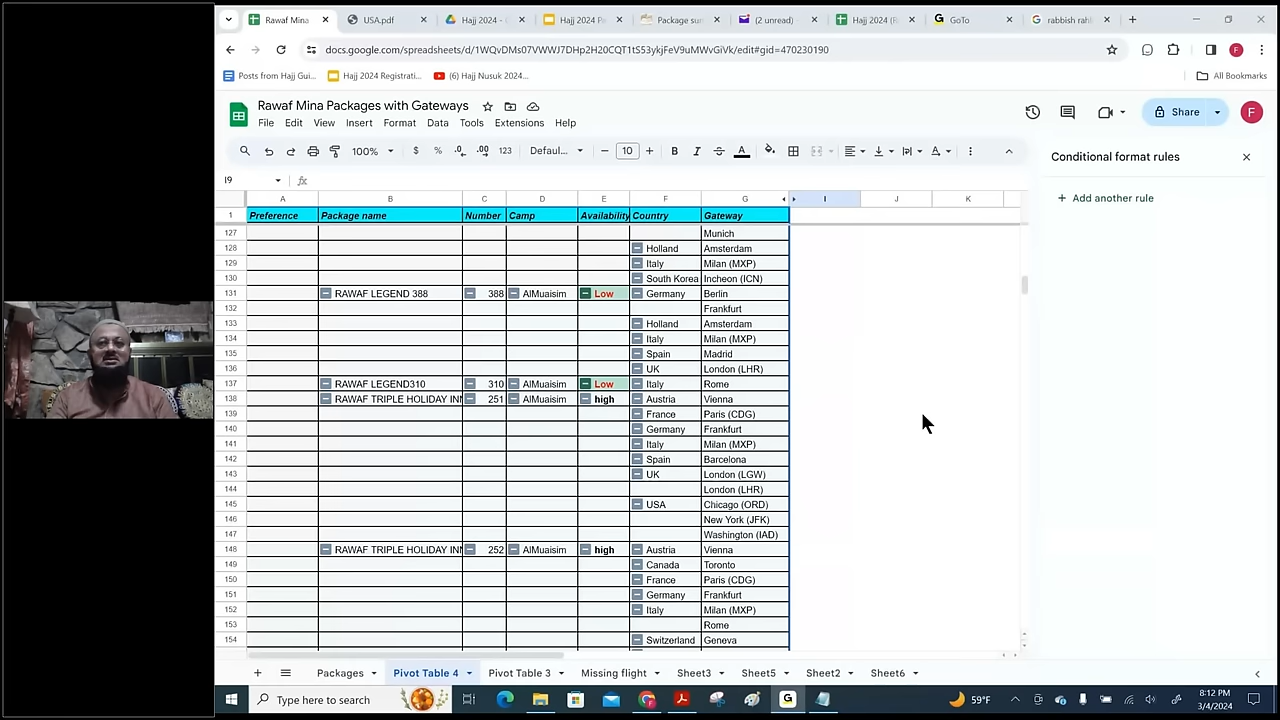 Rawaf Mina
USA.pdf
Hajj 2024 -
Hajj 2024 P
Package su
(2 unread)
Hajj 2024 (R
GoTo
rabbish rah
docs.google.com/spreadsheets/d/1WQvDMs07VWWJ7DHp2H20CQT1tS53ykjFeV9uMWvGiVk/edit#gid=470230190
Posts from Hajj Gui...
Hajj 2024 Registrati...
(6) Hajj Nusuk 2024...
All Bookmarks
Rawaf Mina Packages with Gateways
File Edit View Insert Format Data Tools Extensions Help
Share
F
100% $ % .0 .00 123 Defaul... 10 B I A
Conditional format rules
I9 fx
Add another rule
A B C D E F G I J K
1 Preference Package name Number Camp Availability Country Gateway
127 Munich
128 Holland Amsterdam
129 Italy Milan (MXP)
130 South Korea Incheon (ICN)
131 RAWAF LEGEND 388 388 AlMuaisim Low Germany Berlin
132 Frankfurt
133 Holland Amsterdam
134 Italy Milan (MXP)
135 Spain Madrid
136 UK London (LHR)
137 RAWAF LEGEND310 310 AlMuaisim Low Italy Rome
138 RAWAF TRIPLE HOLIDAY INN 251 AlMuaisim high Austria Vienna
139 France Paris (CDG)
140 Germany Frankfurt
141 Italy Milan (MXP)
142 Spain Barcelona
143 UK London (LGW)
144 London (LHR)
145 USA Chicago (ORD)
146 New York (JFK)
147 Washington (IAD)
148 RAWAF TRIPLE HOLIDAY INN 252 AlMuaisim high Austria Vienna
149 Canada Toronto
150 France Paris (CDG)
151 Germany Frankfurt
152 Italy Milan (MXP)
153 Rome
154 Switzerland Geneva
Packages Pivot Table 4 Pivot Table 3 Missing flight Sheet3 Sheet5 Sheet2 Sheet6
Type here to search
59°F
8:12 PM
3/4/2024